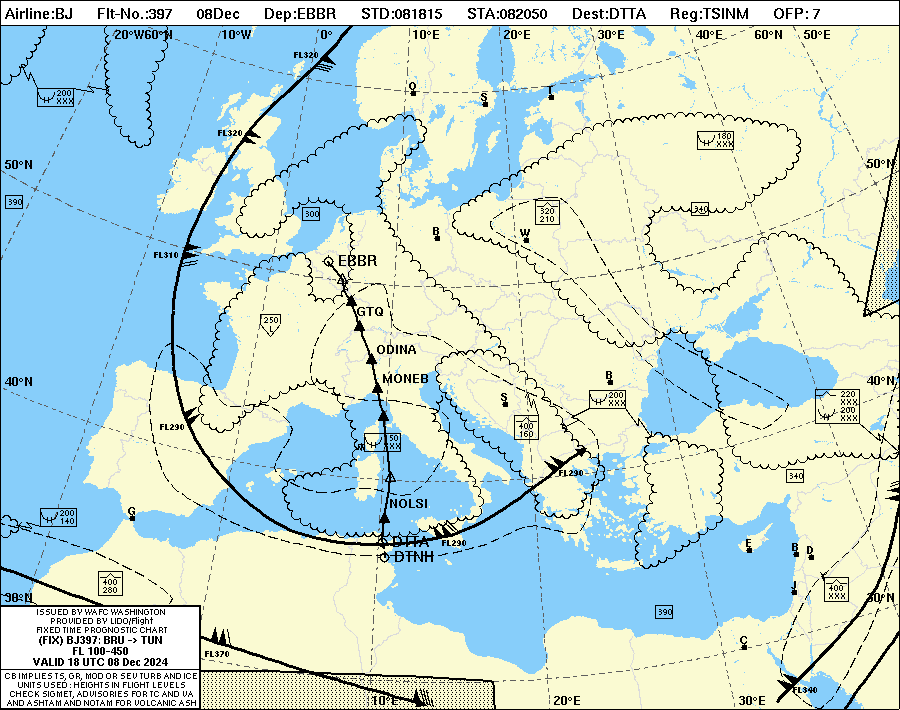 Airline:BJ Flt-No.:397 08Dec Dep:EBBR STD:081815 STA:082050 Dest:DTTA Reg:TSINM OFP: 7
20°W60°N 10°W 0° 10°E 20°E 30°E 40°E 60°N 50°E
FL320
200
XXX
O
S
T
FL320
180
XXX
50°N
50°N
390
300
320
210
340
B
W
FL310
EBBR
GTQ
250
L
ODINA
MONEB
40°N
40°N
B
S
200
XXX
220
XXX
200
XXX
FL290
400
160
150
XXX
FL290
340
NOLSI
200
140
G
DTTA
FL290
DTNH
E
B
D
400
280
J
400
XXX
30°N
30°N
390
C
FL370
FL340
10°E
20°E
30°E
ISSUED BY WAFC WASHINGTON
PROVIDED BY LIDO/Flight
FIXED TIME PROGNOSTIC CHART
(FIX) BJ397: BRU -> TUN
FL 100-450
VALID 18 UTC 08 Dec 2024
CB IMPLIES TS, GR, MOD OR SEV TURB AND ICE
UNITS USED : HEIGHTS IN FLIGHT LEVELS
CHECK SIGMET, ADVISORIES FOR TC AND VA
AND ASHTAM AND NOTAM FOR VOLCANIC ASH